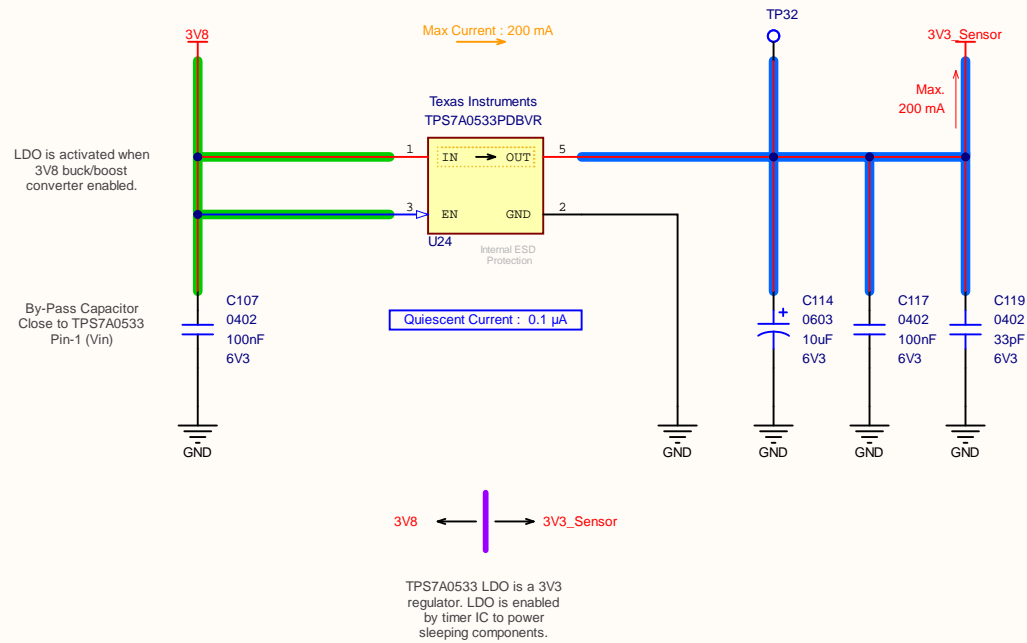 TP32
3V8
Max Current : 200 mA
3V3_Sensor
Max.
200 mA
Texas Instruments
TPS7A0533PDBVR
LDO is activated when
3V8 buck/boost
converter enabled.
1
IN
OUT
5
3
EN
GND
2
U24
Internal ESD
Protection
By-Pass Capacitor
Close to TPS7A0533
Pin-1 (Vin)
C107
0402
100nF
6V3
Quiescent Current :  0.1 µA
C114
0603
10uF
6V3
C117
0402
100nF
6V3
C119
0402
33pF
6V3
+
GND
GND
GND
GND
GND
3V8
3V3_Sensor
TPS7A0533 LDO is a 3V3
regulator. LDO is enabled
by timer IC to power
sleeping components.